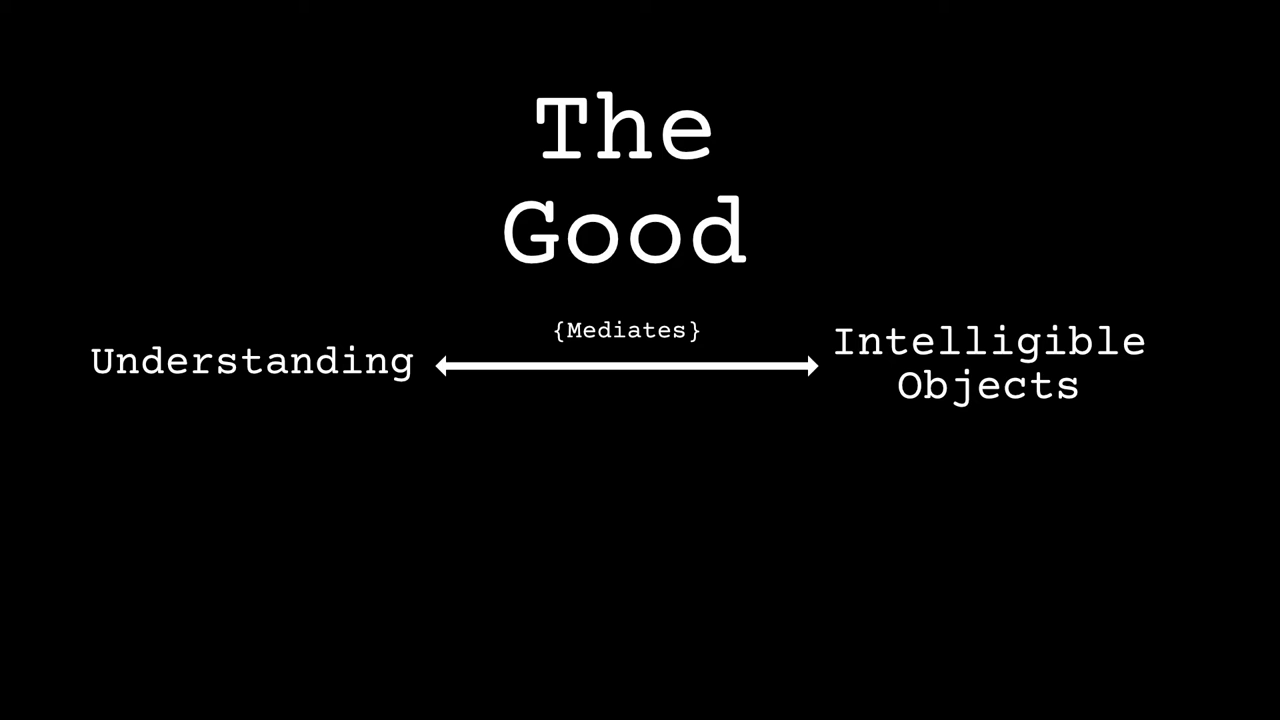 The
Good
{Mediates}
Understanding
Intelligible
Objects